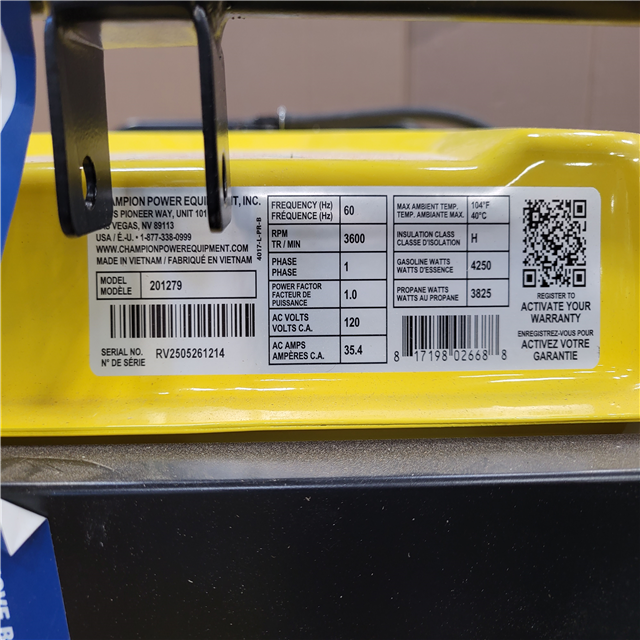 EQUIPMENT, INC.
PIONEER WAY, UNIT 101
VEGAS, NV 89113
USA / É.-U. • 1-877-338-0999
WWW.CHAMPIONPOWEREQUIPMENT.COM
MADE IN VIETNAM / FABRIQUÉ EN VIETNAM
4017-L-PR-B
MODEL
MODÈLE
201279
SERIAL NO.
N° DE SÉRIE
RV2505261214
FREQUENCY (Hz)
FRÉQUENCE (Hz)
60
RPM
TR / MIN
3600
PHASE
PHASE
1
POWER FACTOR
FACTEUR DE
PUISSANCE
1.0
AC VOLTS
VOLTS C.A.
120
AC AMPS
AMPÈRES C.A.
35.4
MAX AMBIENT TEMP.
TEMP. AMBIANTE MAX.
104°F
40°C
INSULATION CLASS
CLASSE D'ISOLATION
H
GASOLINE WATTS
WATTS D'ESSENCE
4250
PROPANE WATTS
WATTS AU PROPANE
3825
8 17198 02668 8
REGISTER TO
ACTIVATE YOUR
WARRANTY
ENREGISTREZ-VOUS POUR
ACTIVEZ VOTRE
GARANTIE